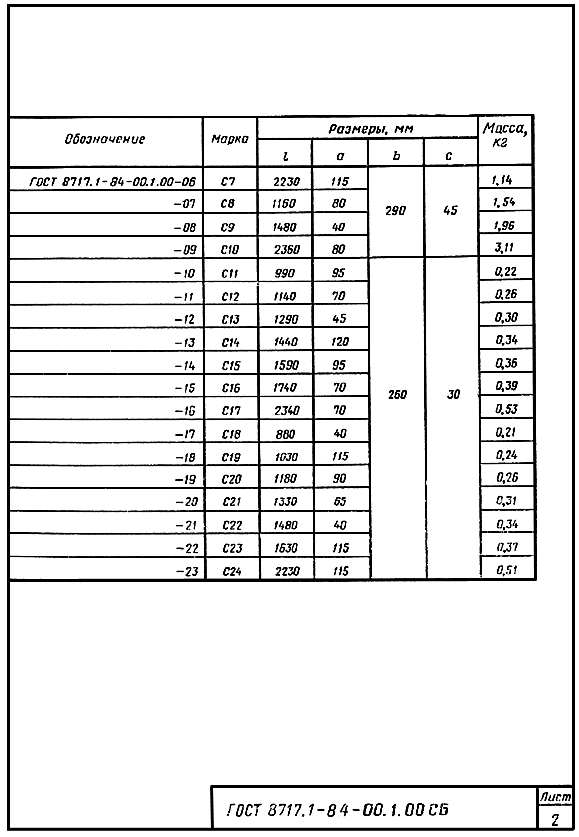 Обозначение Марка Размеры, мм Масса, кг
l a b c
ГОСТ 8717.1-84-00.1.00-06 С7 2230 115 290 45 1,14
-07 С8 1160 80 1,54
-08 С9 1480 40 1,96
-09 С10 2360 80 3,11
-10 С11 990 95 260 30 0,22
-11 С12 1140 70 0,26
-12 С13 1290 45 0,30
-13 С14 1440 120 0,34
-14 С15 1590 95 0,36
-15 С16 1740 70 0,39
-16 С17 2340 70 0,53
-17 С18 880 40 0,21
-18 С19 1030 115 0,24
-19 С20 1180 90 0,26
-20 С21 1330 65 0,31
-21 С22 1480 40 0,34
-22 С23 1630 115 0,37
-23 С24 2230 115 0,51
ГОСТ 8717.1-84-00.1.00 СБ
Лист
2